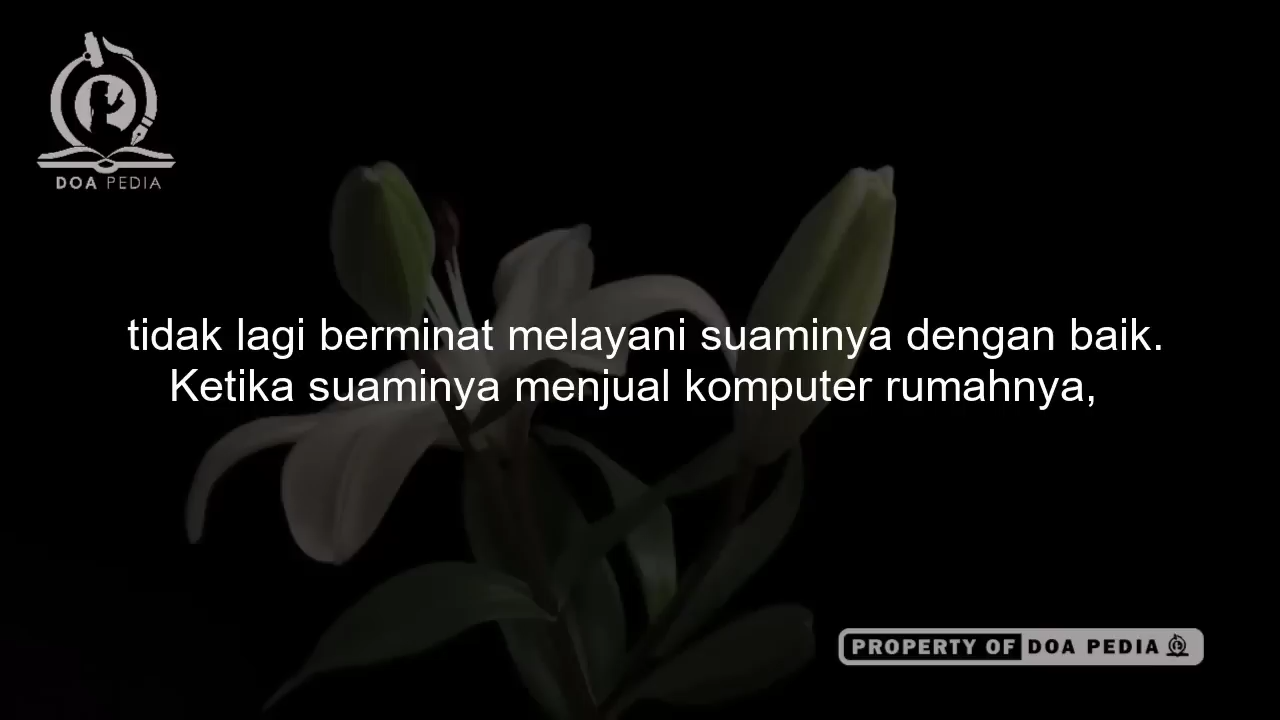 DOA PEDIA
tidak lagi berminat melayani suaminya dengan baik.
Ketika suaminya menjual komputer rumahnya,
PROPERTY OF DOA PEDIA